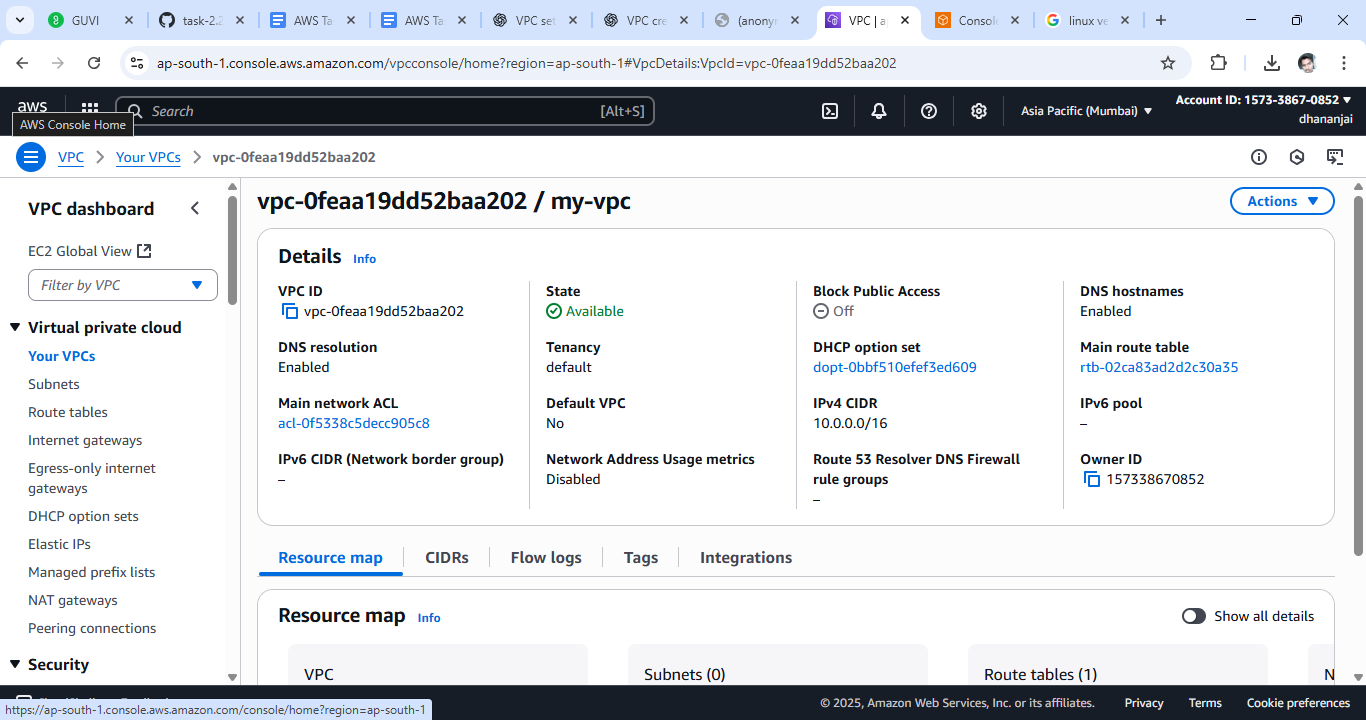 GUVI
task-2.2
AWS Ta
AWS Ta
VPC set
VPC cre
(anonyr
VPC | a
Consol
linux ve
ap-south-1.console.aws.amazon.com/vpcconsole/home?region=ap-south-1#VpcDetails:VpcId=vpc-0feaa19dd52baa202
aws
Search
[Alt+S]
Asia Pacific (Mumbai)
Account ID: 1573-3867-0852
dhananjai
AWS Console Home
VPC
Your VPCs
vpc-0feaa19dd52baa202
VPC dashboard
EC2 Global View
Filter by VPC
Virtual private cloud
Your VPCs
Subnets
Route tables
Internet gateways
Egress-only internet
gateways
DHCP option sets
Elastic IPs
Managed prefix lists
NAT gateways
Peering connections
Security
vpc-0feaa19dd52baa202 / my-vpc
Actions
Details Info
VPC ID
vpc-0feaa19dd52baa202
State
Available
Block Public Access
Off
DNS hostnames
Enabled
DNS resolution
Enabled
Tenancy
default
DHCP option set
dopt-0bbf510efef3ed609
Main route table
rtb-02ca83ad2d2c30a35
Main network ACL
acl-0f5338c5decc905c8
Default VPC
No
IPv4 CIDR
10.0.0.0/16
IPv6 pool
–
IPv6 CIDR (Network border group)
–
Network Address Usage metrics
Disabled
Route 53 Resolver DNS Firewall
rule groups
–
Owner ID
157338670852
Resource map
CIDRs
Flow logs
Tags
Integrations
Resource map Info
Show all details
VPC
Subnets (0)
Route tables (1)
N
© 2025, Amazon Web Services, Inc. or its affiliates.
Privacy
Terms
Cookie preferences
https://ap-south-1.console.aws.amazon.com/console/home?region=ap-south-1